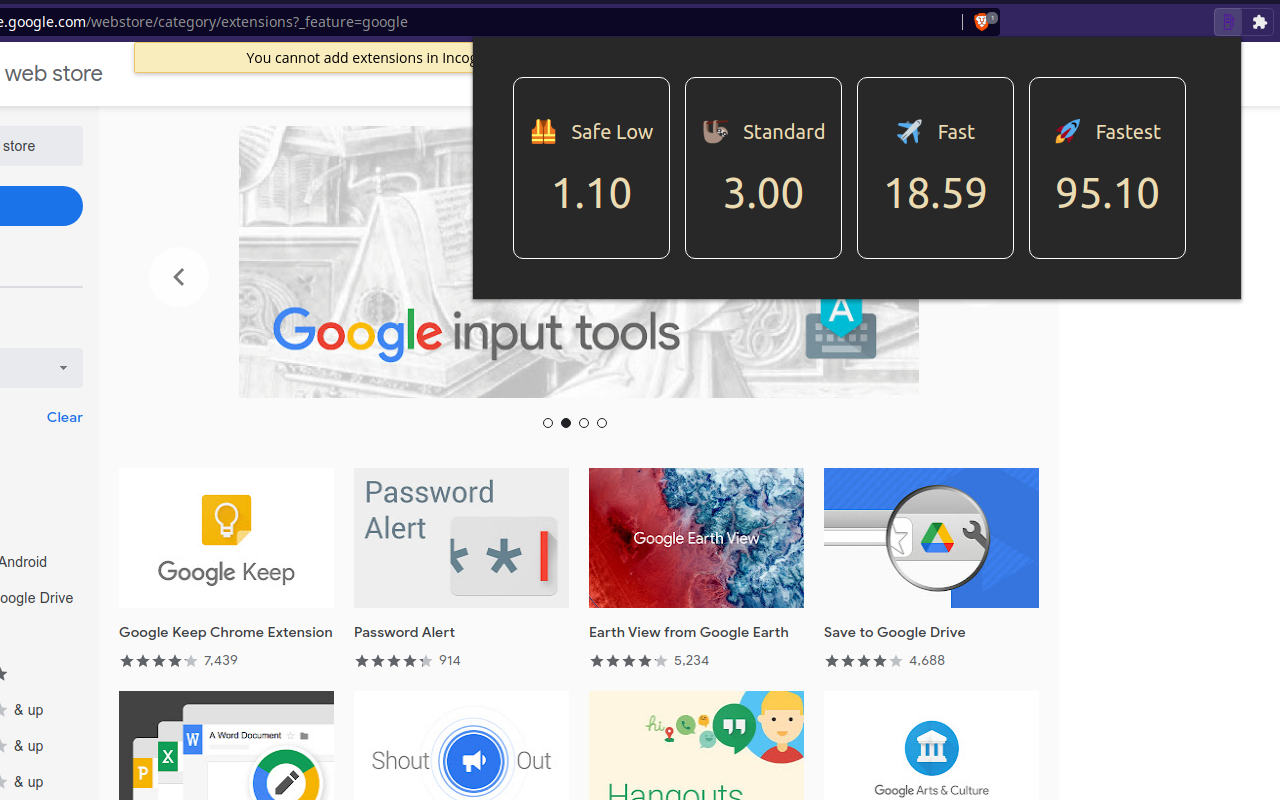 e.google.com/webstore/category/extensions?_feature=google
1
web store
You cannot add extensions in Incog
Safe Low
1.10
Standard
3.00
Fast
18.59
Fastest
95.10
store
Google input tools
A
Clear
Android
oogle Drive
& up
& up
& up
Google Keep
Password
Alert
Google Earth View
Google Keep Chrome Extension
7,439
Password Alert
914
Earth View from Google Earth
5,234
Save to Google Drive
4,688
A Word Document
W
X
P
Shout Out
hi
Hangouts
Google Arts & Culture